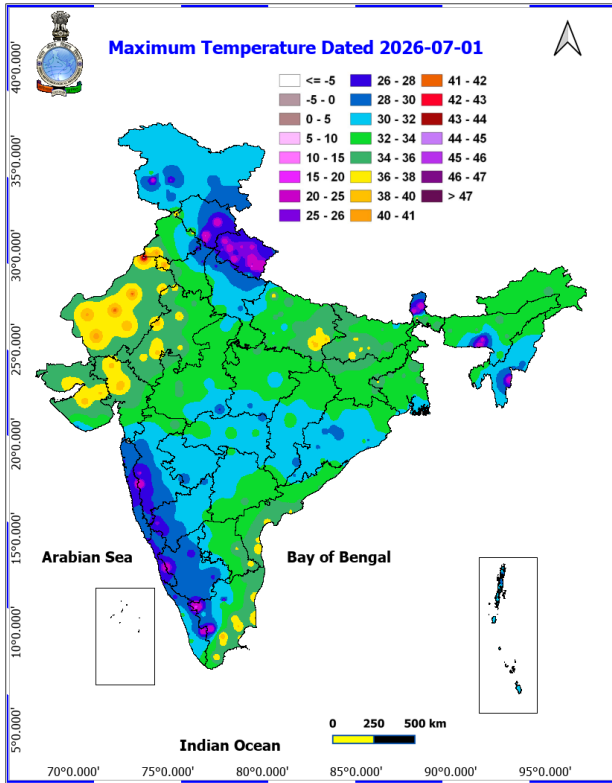 Maximum Temperature Dated 2026-07-01
<= -5
-5 - 0
0 - 5
5 - 10
10 - 15
15 - 20
20 - 25
25 - 26
26 - 28
28 - 30
30 - 32
32 - 34
34 - 36
36 - 38
38 - 40
40 - 41
41 - 42
42 - 43
43 - 44
44 - 45
45 - 46
46 - 47
> 47
40°0.000'
35°0.000'
30°0.000'
25°0.000'
20°0.000'
15°0.000'
10°0.000'
5°0.000'
Arabian Sea
Bay of Bengal
0 250 500 km
Indian Ocean
70°0.000' 75°0.000' 80°0.000' 85°0.000' 90°0.000' 95°0.000'